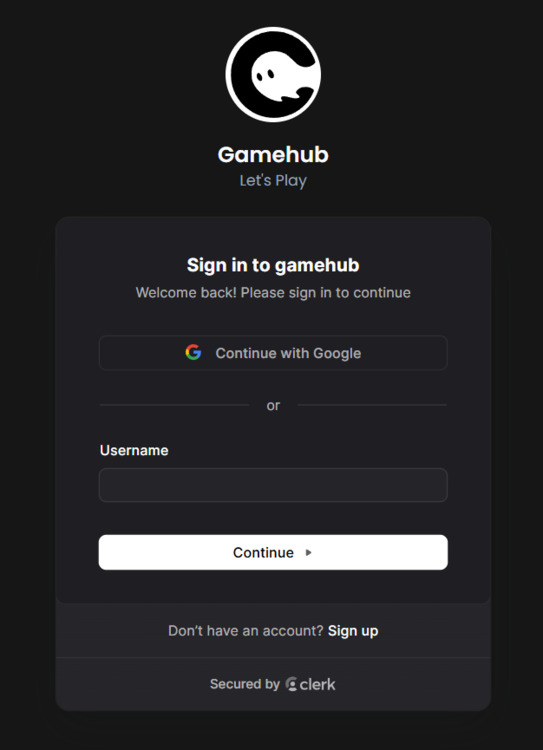 Gamehub
Let's Play
Sign in to gamehub
Welcome back! Please sign in to continue
Continue with Google
or
Username
Continue
Don’t have an account? Sign up
Secured by clerk